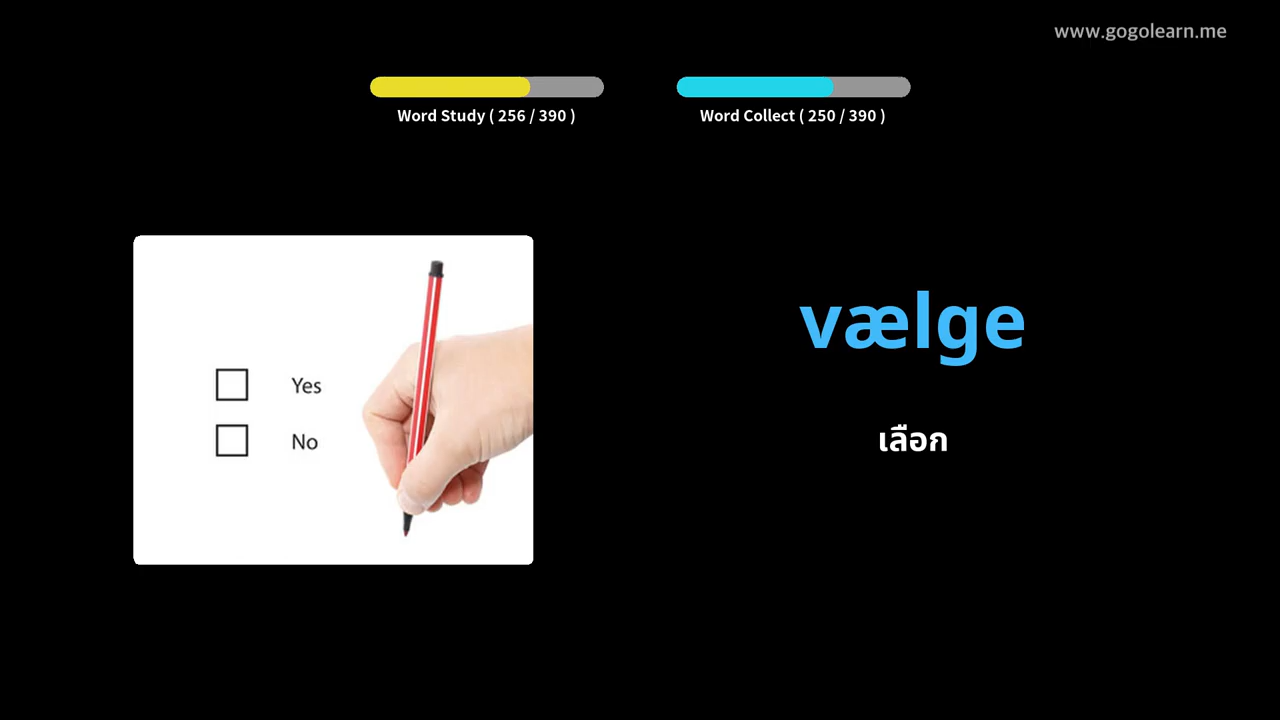 www.gogolearn.me
Word Study ( 256 / 390 )
Word Collect ( 250 / 390 )
Yes
No
vælge
เลือก